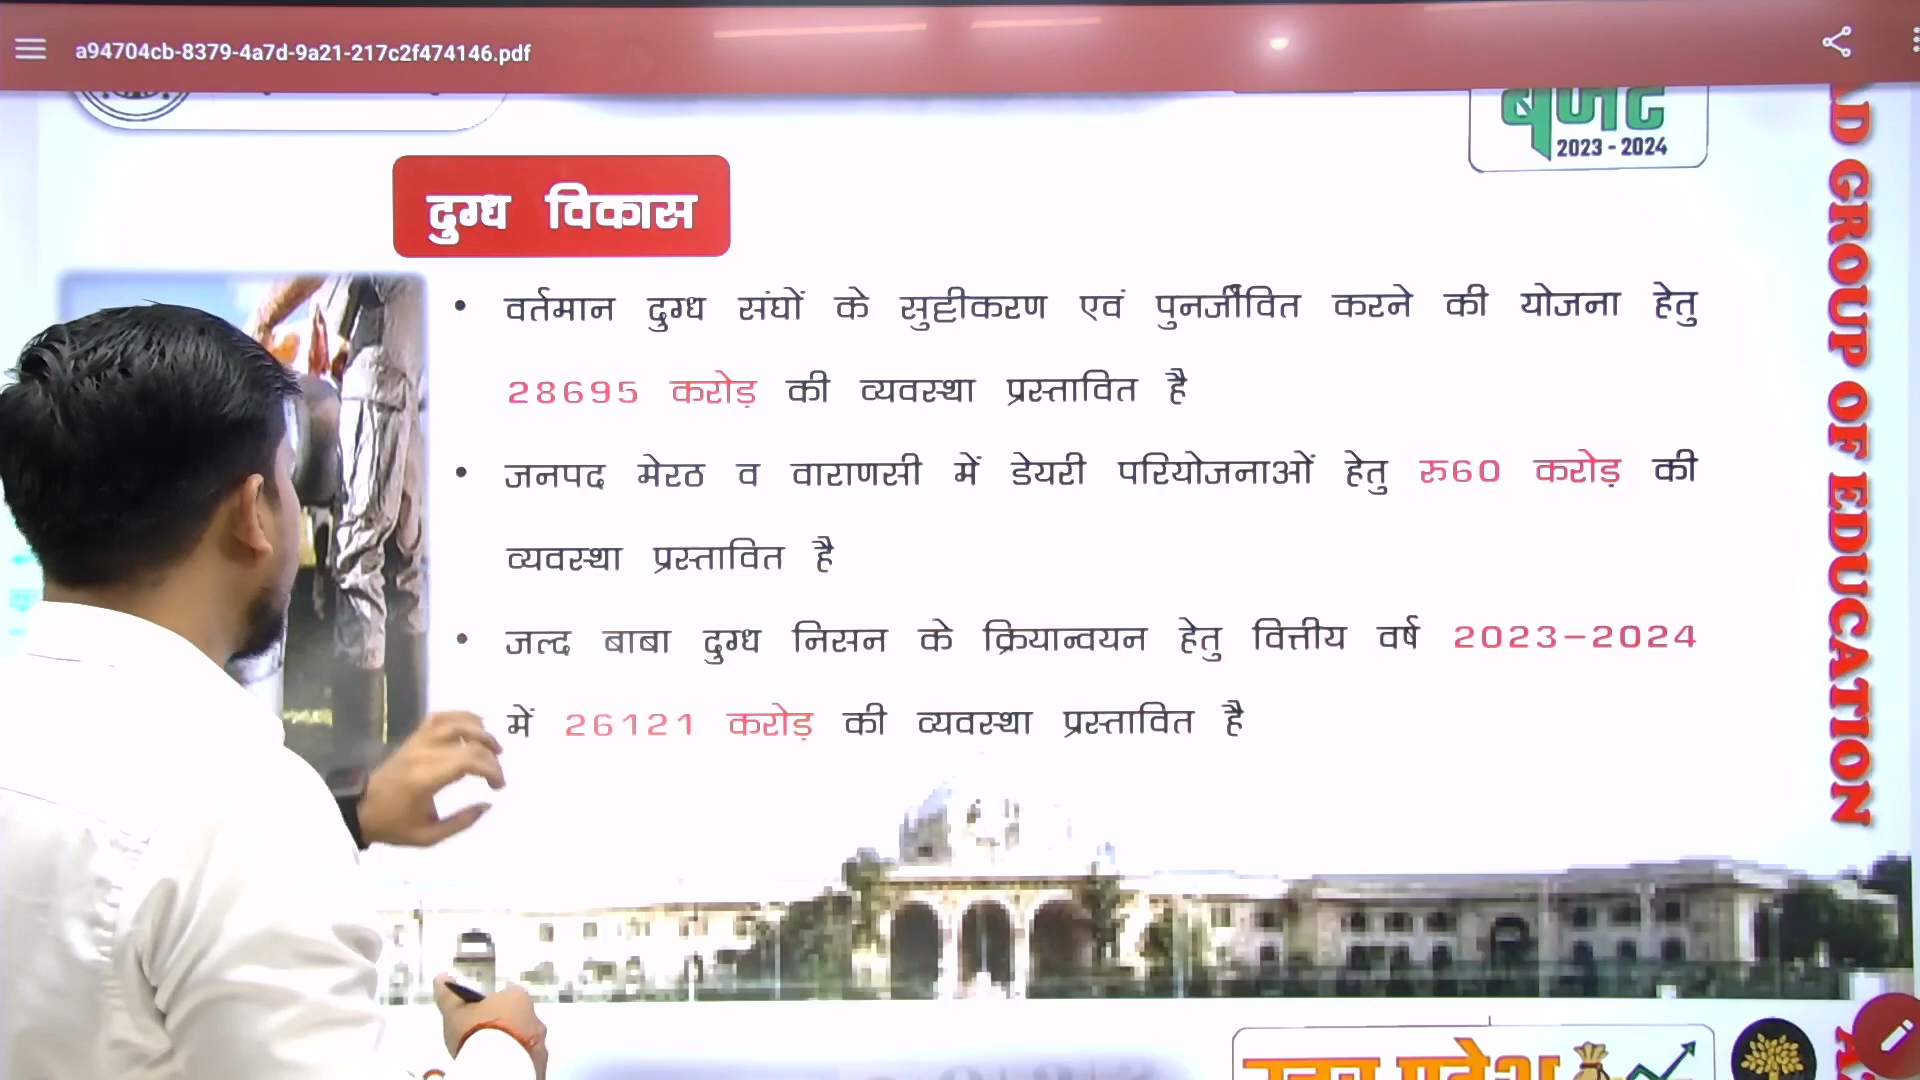 a94704cb-8379-4a7d-9a21-217c2f474146.pdf
बजट
2023 - 2024
दुग्ध विकास
• वर्तमान दुग्ध संघों के सुद्दीकरण एवं पुनर्जीवित करने की योजना हेतु
28695 करोड़ की व्यवस्था प्रस्तावित है
• जनपद मेरठ व वाराणसी में डेयरी परियोजनाओं हेतु रु60 करोड़ की
व्यवस्था प्रस्तावित है
• जल्द बाबा दुग्ध निसन के क्रियान्वयन हेतु वित्तीय वर्ष 2023-2024
में 26121 करोड़ की व्यवस्था प्रस्तावित है
GROUP OF EDUCATION